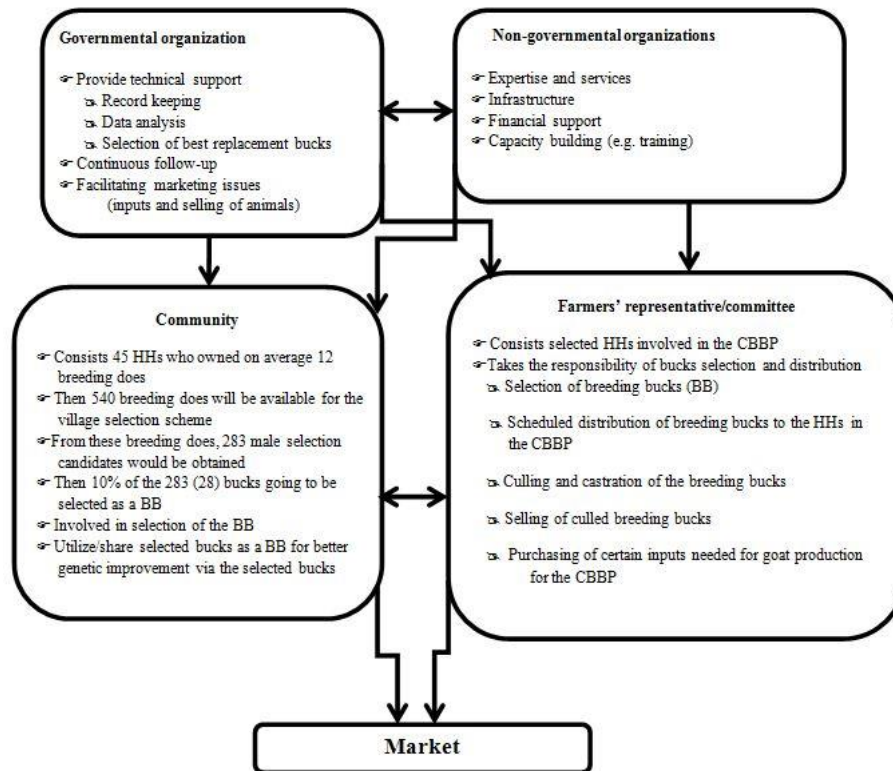 Governmental organization
☞ Provide technical support
Record keeping
Data analysis
Selection of best replacement bucks
☞ Continuous follow-up
☞ Facilitating marketing issues
(inputs and selling of animals)
Non-governmental organizations
☞ Expertise and services
☞ Infrastructure
☞ Financial support
☞ Capacity building (e.g. training)
Community
☞ Consists 45 HHs who owned on average 12
breeding does
☞ Then 540 breeding does will be available for the
village selection scheme
☞ From these breeding does, 283 male selection
candidates would be obtained
☞ Then 10% of the 283 (28) bucks going to be
selected as a BB
☞ Involved in selection of the BB
☞ Utilize/share selected bucks as a BB for better
genetic improvement via the selected bucks
Farmers' representative/committee
☞ Consists selected HHs involved in the CBBP
☞ Takes the responsibility of bucks selection and distribution
Selection of breeding bucks (BB)
Scheduled distribution of breeding bucks to the HHs in
the CBBP
Culling and castration of the breeding bucks
Selling of culled breeding bucks
Purchasing of certain inputs needed for goat production
for the CBBP
Market